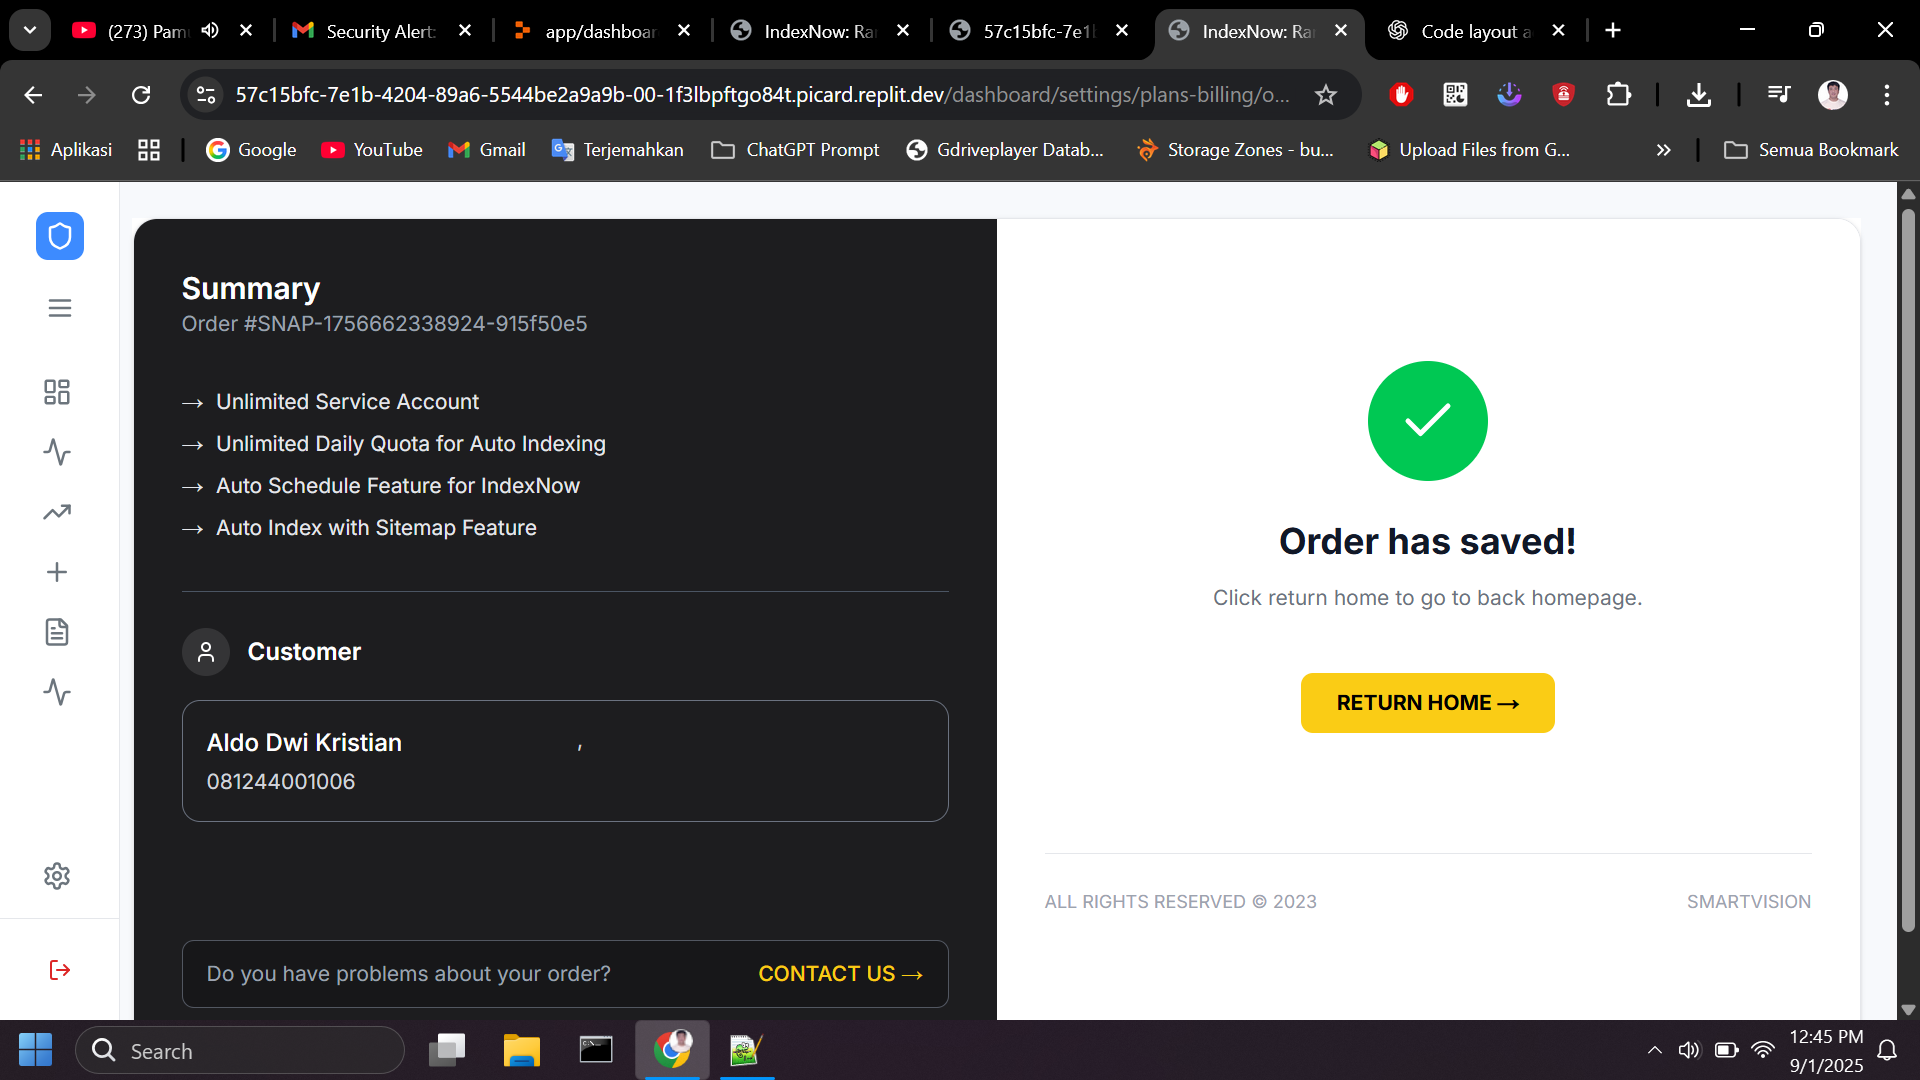 (273) Pam
Security Alert:
app/dashboar
IndexNow: Ra
57c15bfc-7e1b
IndexNow: Ra
Code layout a
57c15bfc-7e1b-4204-89a6-5544be2a9a9b-00-1f3lbpftgo84t.picard.replit.dev/dashboard/settings/plans-billing/o...
Aplikasi
Google
YouTube
Gmail
Terjemahkan
ChatGPT Prompt
Gdriveplayer Datab...
Storage Zones - bu...
Upload Files from G...
Semua Bookmark
Summary
Order #SNAP-1756662338924-915f50e5
→ Unlimited Service Account
→ Unlimited Daily Quota for Auto Indexing
→ Auto Schedule Feature for IndexNow
→ Auto Index with Sitemap Feature
Customer
Aldo Dwi Kristian ,
081244001006
Do you have problems about your order?
CONTACT US →
Order has saved!
Click return home to go to back homepage.
RETURN HOME →
ALL RIGHTS RESERVED © 2023
SMARTVISION
Search
12:45 PM
9/1/2025